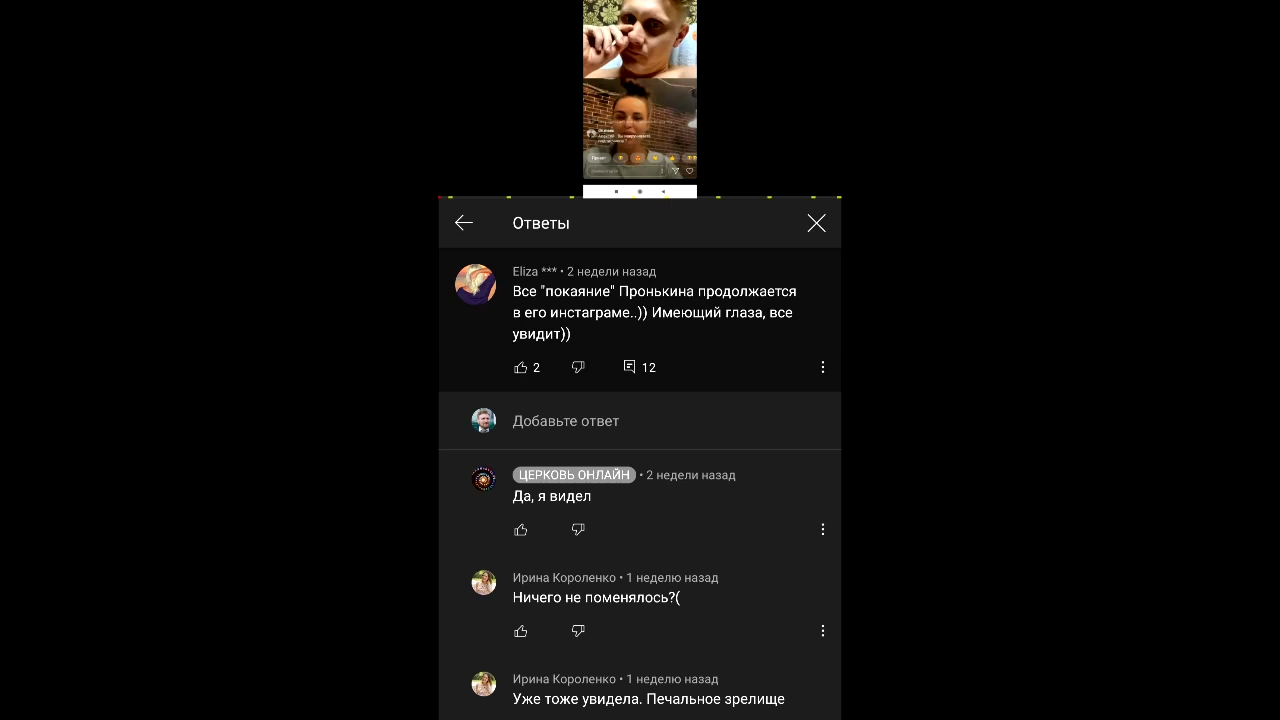 Привет
Ответы
Eliza *** • 2 недели назад
Все "покаяние" Пронькина продолжается
в его инстаграме..)) Имеющий глаза, все
увидит))
2
12
Добавьте ответ
ЦЕРКОВЬ ОНЛАЙН • 2 недели назад
Да, я видел
Ирина Короленко • 1 неделю назад
Ничего не поменялось?(
Ирина Короленко • 1 неделю назад
Уже тоже увидела. Печальное зрелище